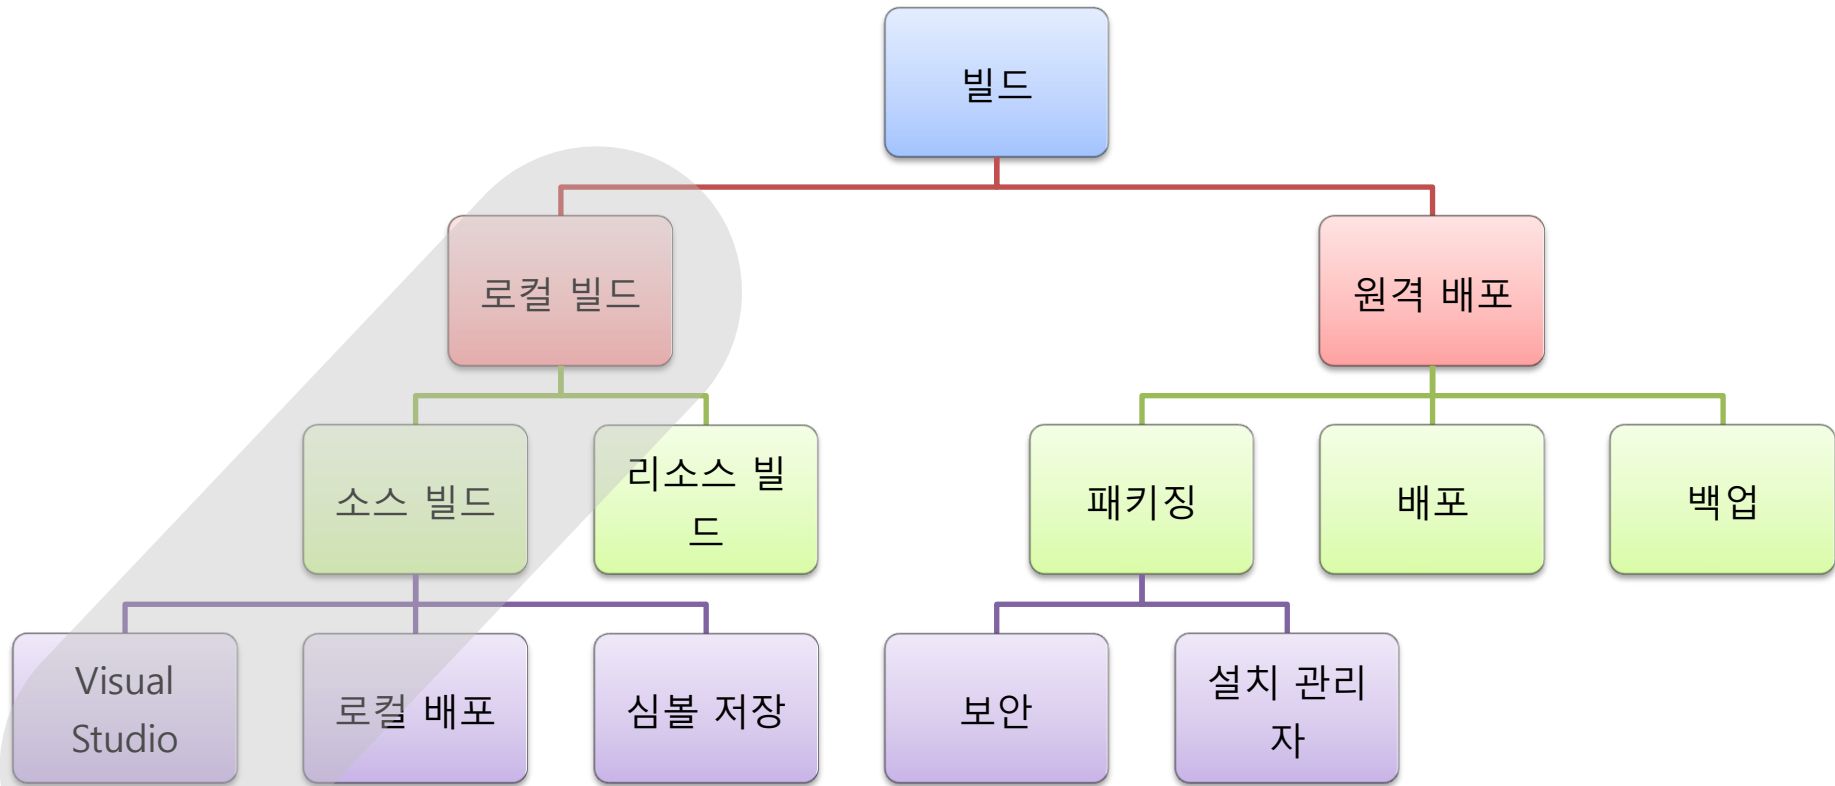 빌드
로컬 빌드
원격 배포
소스 빌드
리소스 빌
드
패키징
배포
백업
Visual
Studio
로컬 배포
심볼 저장
보안
설치 관리
자